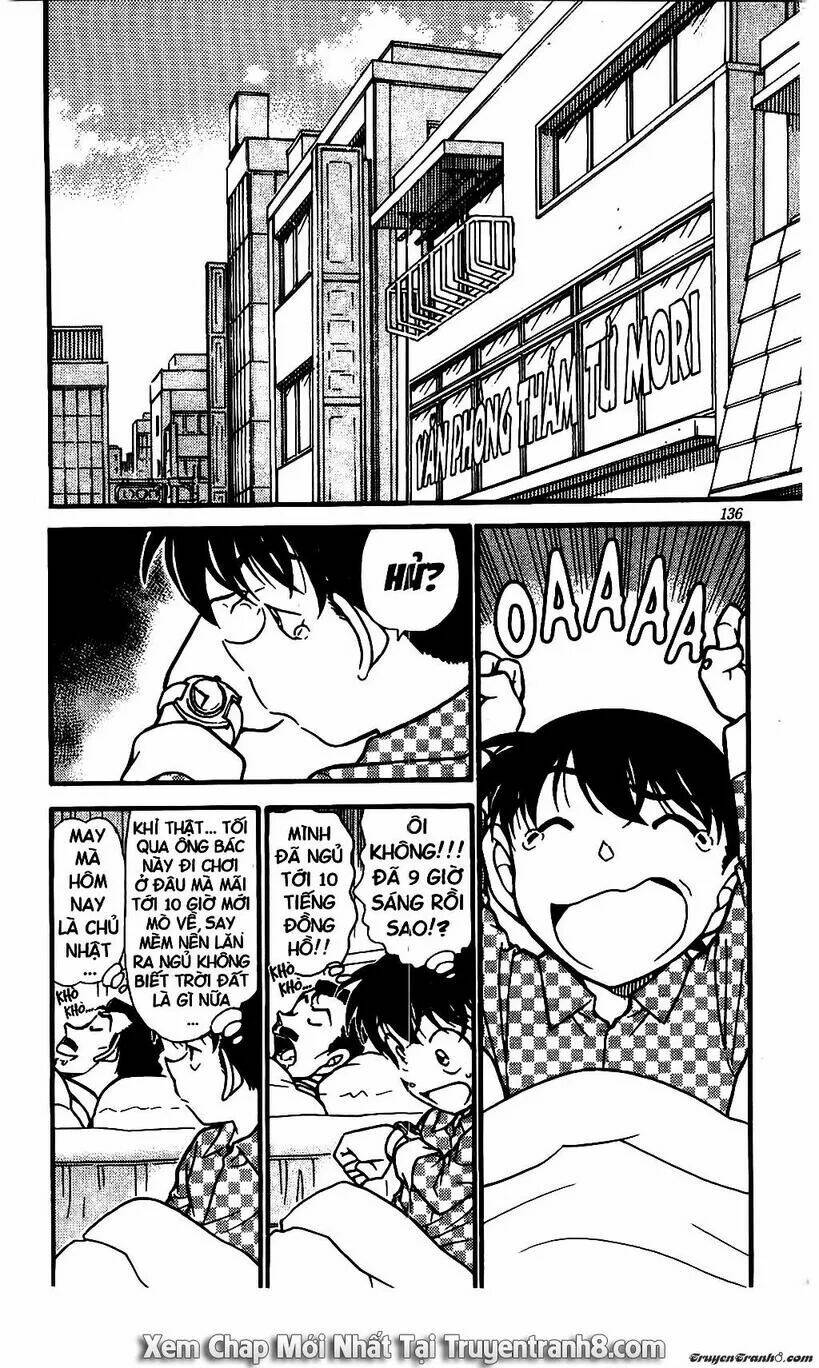 VĂN PHÒNG THÁM TỬ MORI
136
OAAAAA
HỬ?
ÔI
KHÔNG!!!
ĐÃ 9 GIỜ
SÁNG RỒI
SAO!?
MÌNH
ĐÃ NGỦ
TỚI 10
TIẾNG
ĐỒNG
HỒ!!
KHÒ
KHÒ...
KHỈ THẬT... TỐI
QUA ÔNG BÁC
NÀY ĐI CHƠI
Ở ĐÂU MÀ MÃI
TỚI 10 GIỜ MỚI
MÒ VỀ, SAY
MỀM NÊN LĂN
RA NGỦ KHÔNG
BIẾT TRỜI ĐẤT
LÀ GÌ NỮA
...
MAY
MÀ
HÔM
NAY
LÀ CHỦ
NHẬT
...
KHÒ
KHÒ...
Xem Chap Mới Nhất Tại Truyentranh8.com
TruyenTranh8.com